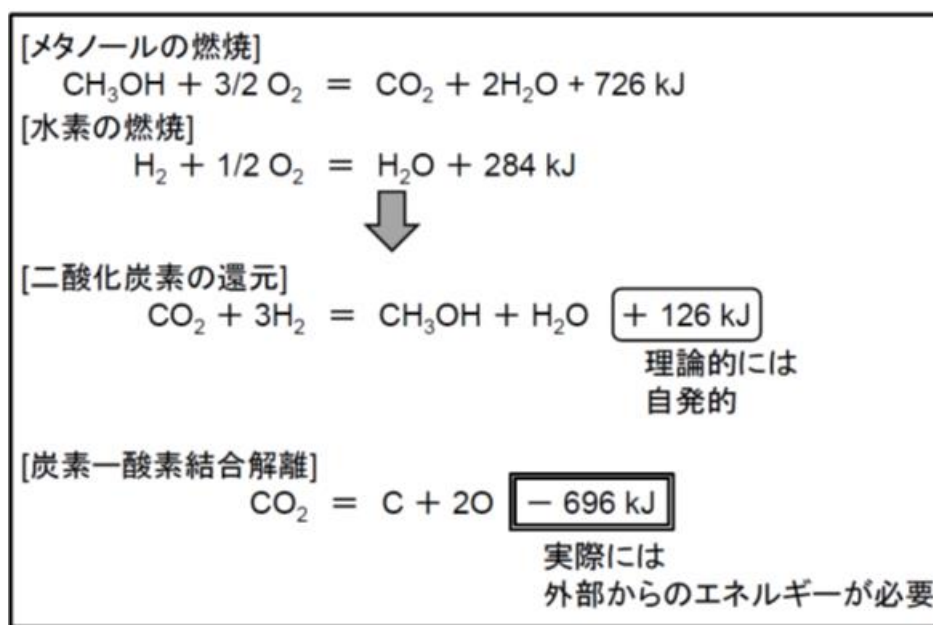 [メタノールの燃焼]
CH₃OH + 3/2 O₂ = CO₂ + 2H₂O + 726 kJ
[水素の燃焼]
H₂ + 1/2 O₂ = H₂O + 284 kJ
[二酸化炭素の還元]
CO₂ + 3H₂ = CH₃OH + H₂O + 126 kJ
理論的には
自発的
[炭素ー酸素結合解離]
CO₂ = C + 2O − 696 kJ
実際には
外部からのエネルギーが必要